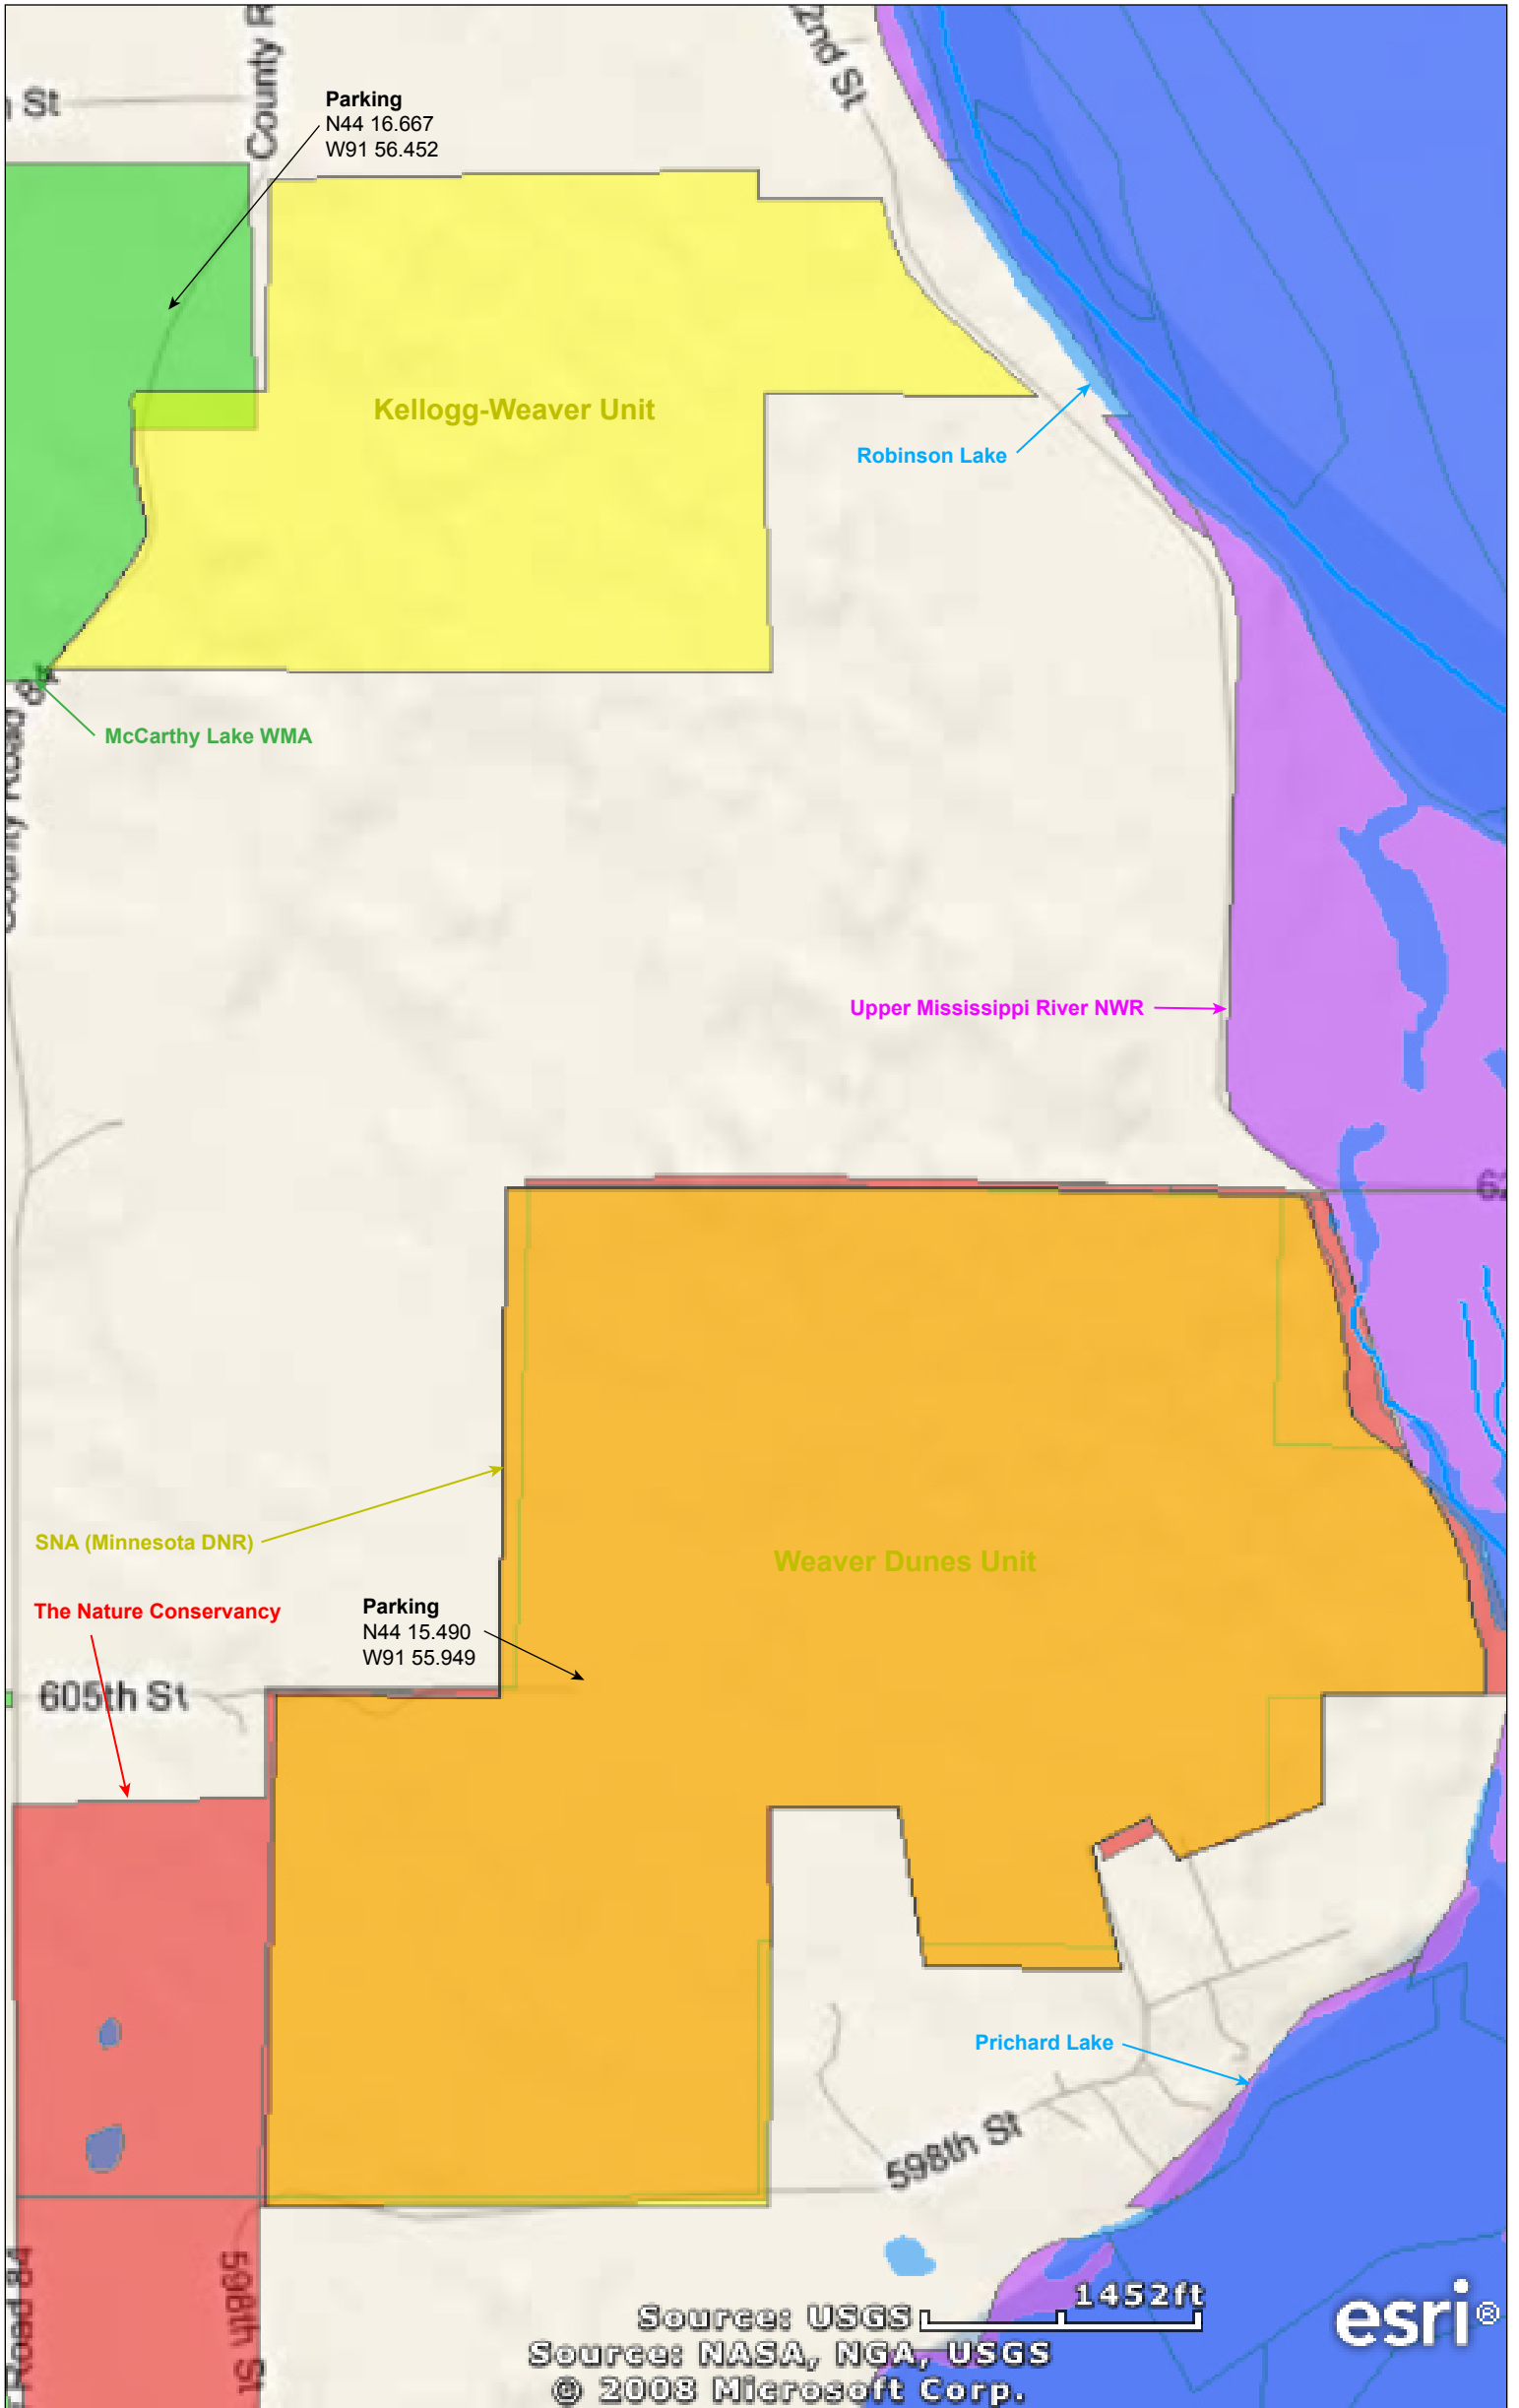 St
County R
2nd St
Parking
N44 16.667
W91 56.452
Kellogg-Weaver Unit
Robinson Lake
84
McCarthy Lake WMA
County Road
Upper Mississippi River NWR
62
SNA (Minnesota DNR)
Weaver Dunes Unit
The Nature Conservancy
Parking
N44 15.490
W91 55.949
605th St
Prichard Lake
598th St
Road 84
598th St
1452ft
Source: USGS
Source: NASA, NGA, USGS
© 2008 Microsoft Corp.
esri®